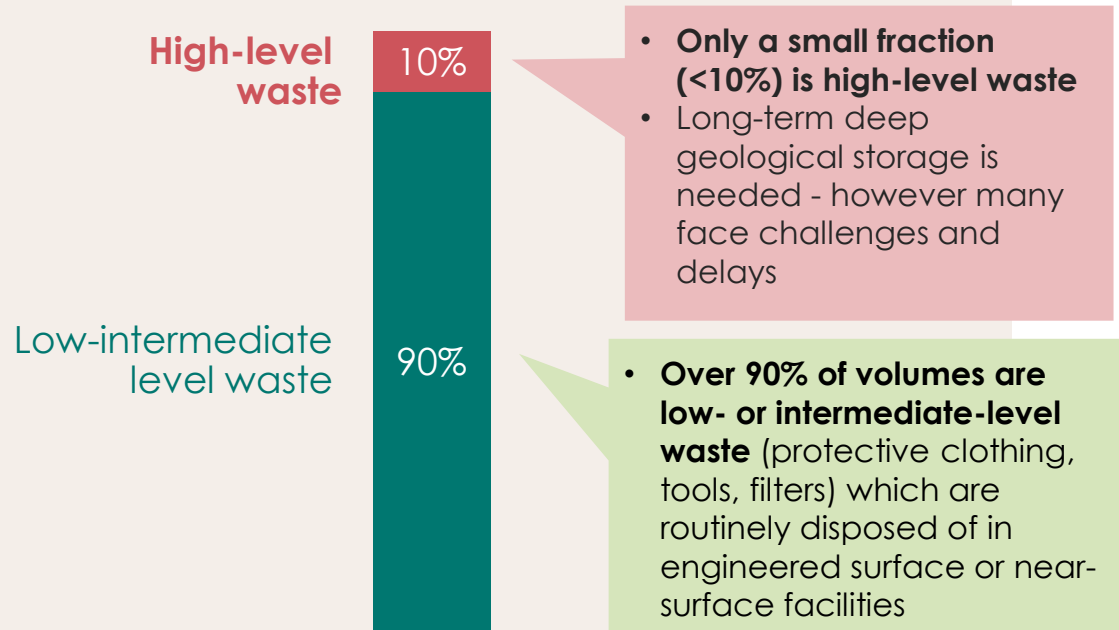 High-level
waste
10%
• Only a small fraction
(<10%) is high-level waste
• Long-term deep
geological storage is
needed - however many
face challenges and
delays
Low-intermediate
level waste
90%
• Over 90% of volumes are
low- or intermediate-level
waste (protective clothing,
tools, filters) which are
routinely disposed of in
engineered surface or near-
surface facilities